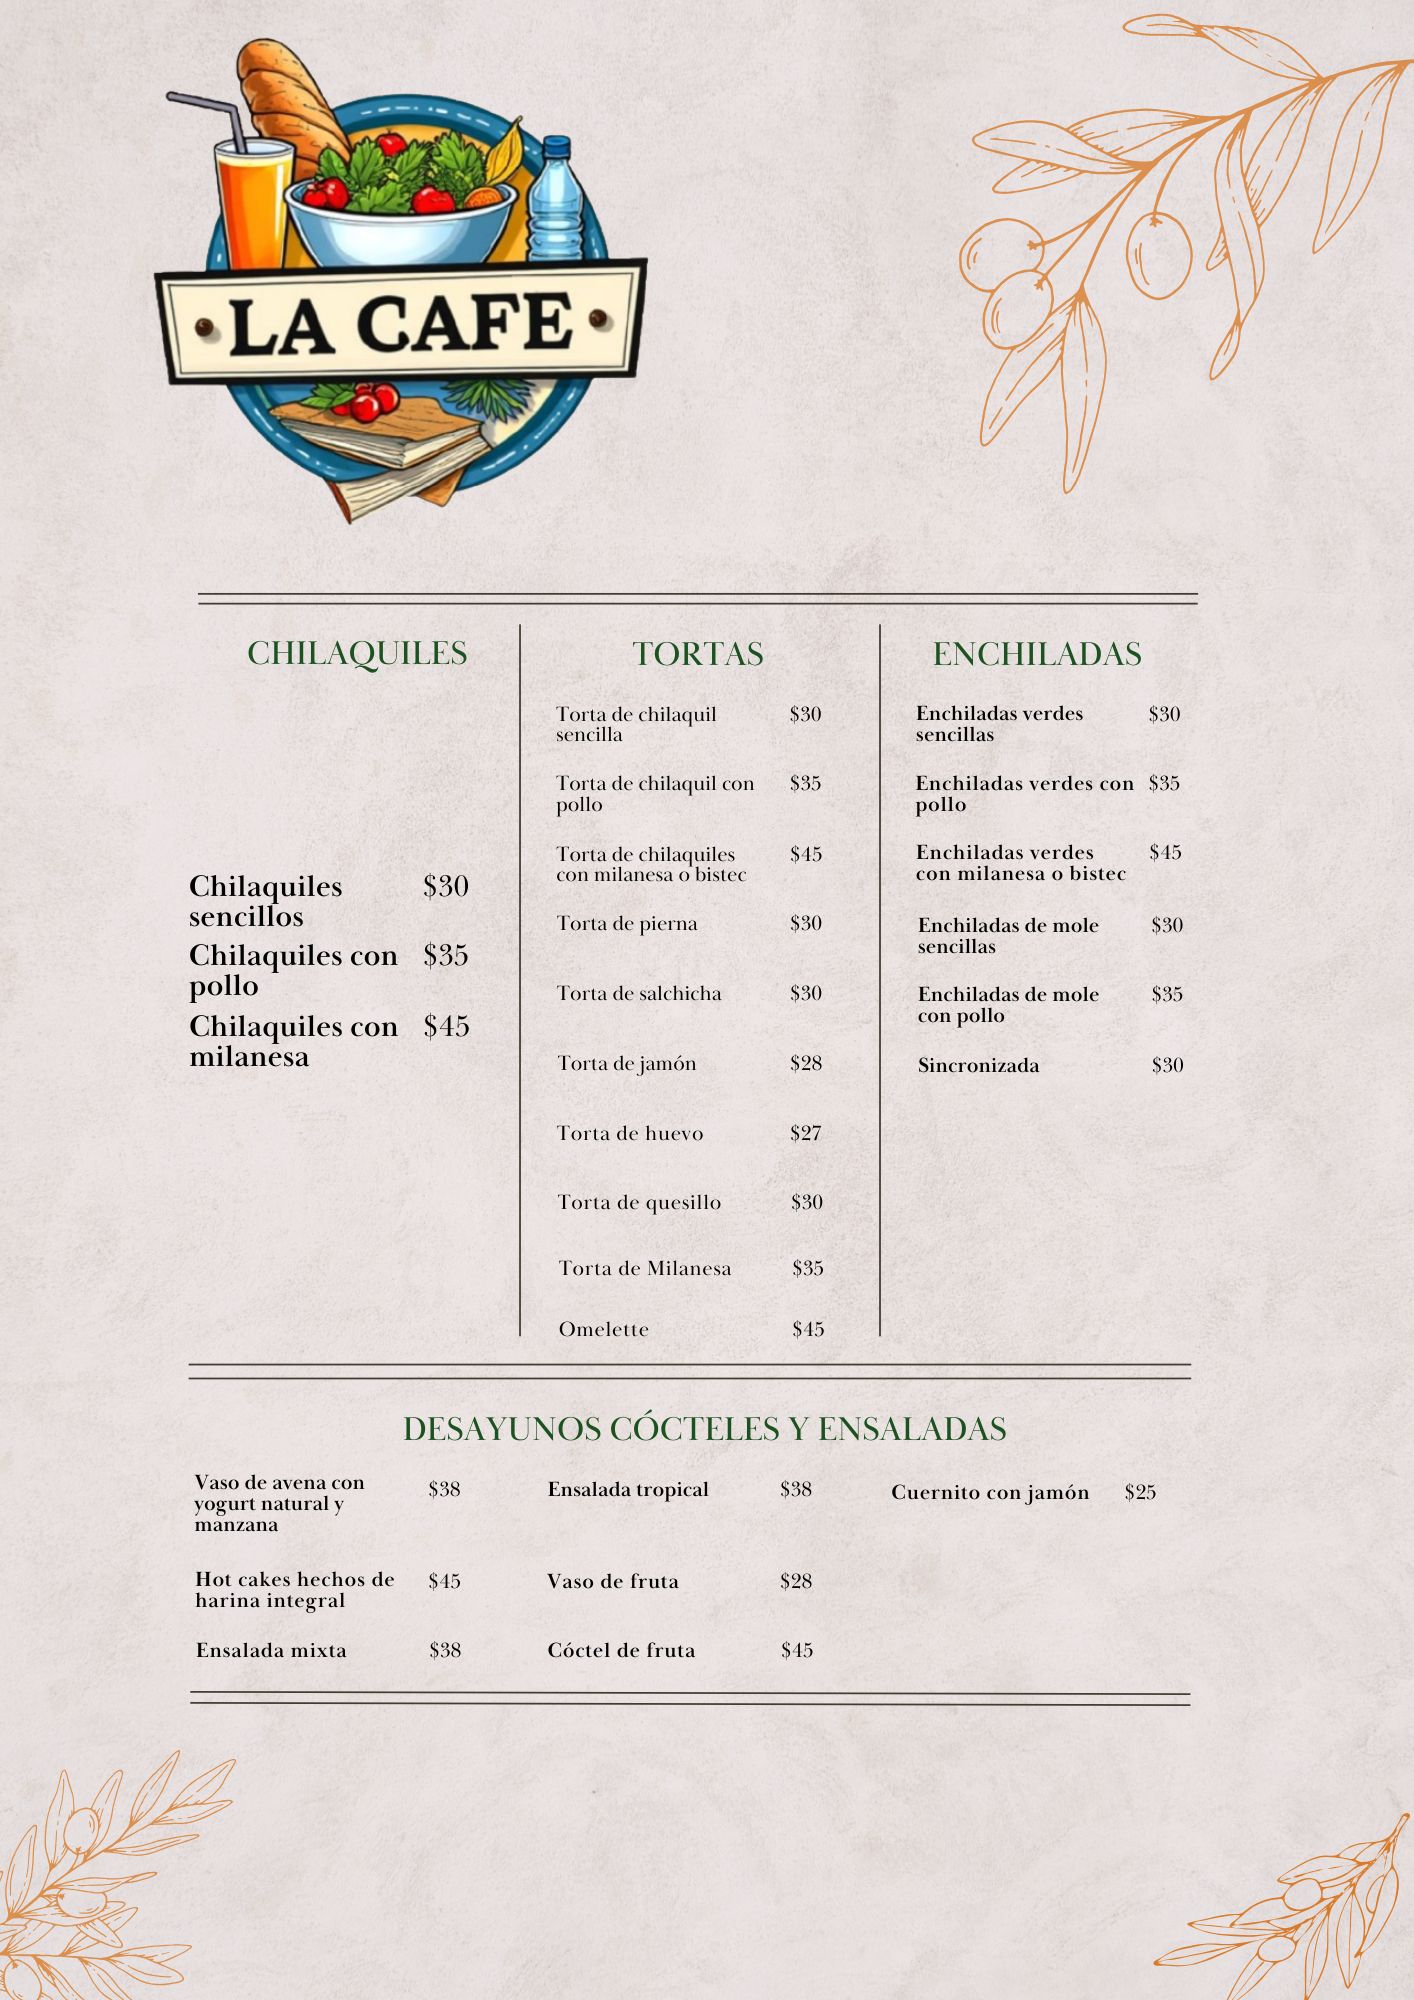 LA CAFE
CHILAQUILES
Chilaquiles $30
sencillos
Chilaquiles con $35
pollo
Chilaquiles con $45
milanesa
TORTAS
Torta de chilaquil $30
sencilla
Torta de chilaquil con $35
pollo
Torta de chilaquiles $45
con milanesa o bistec
Torta de pierna $30
Torta de salchicha $30
Torta de jamón $28
Torta de huevo $27
Torta de quesillo $30
Torta de Milanesa $35
Omelette $45
ENCHILADAS
Enchiladas verdes $30
sencillas
Enchiladas verdes con $35
pollo
Enchiladas verdes $45
con milanesa o bistec
Enchiladas de mole $30
sencillas
Enchiladas de mole $35
con pollo
Sincronizada $30
DESAYUNOS CÓCTELES Y ENSALADAS
Vaso de avena con $38
yogurt natural y
manzana
Hot cakes hechos de $45
harina integral
Ensalada mixta $38
Ensalada tropical $38
Vaso de fruta $28
Cóctel de fruta $45
Cuernito con jamón $25